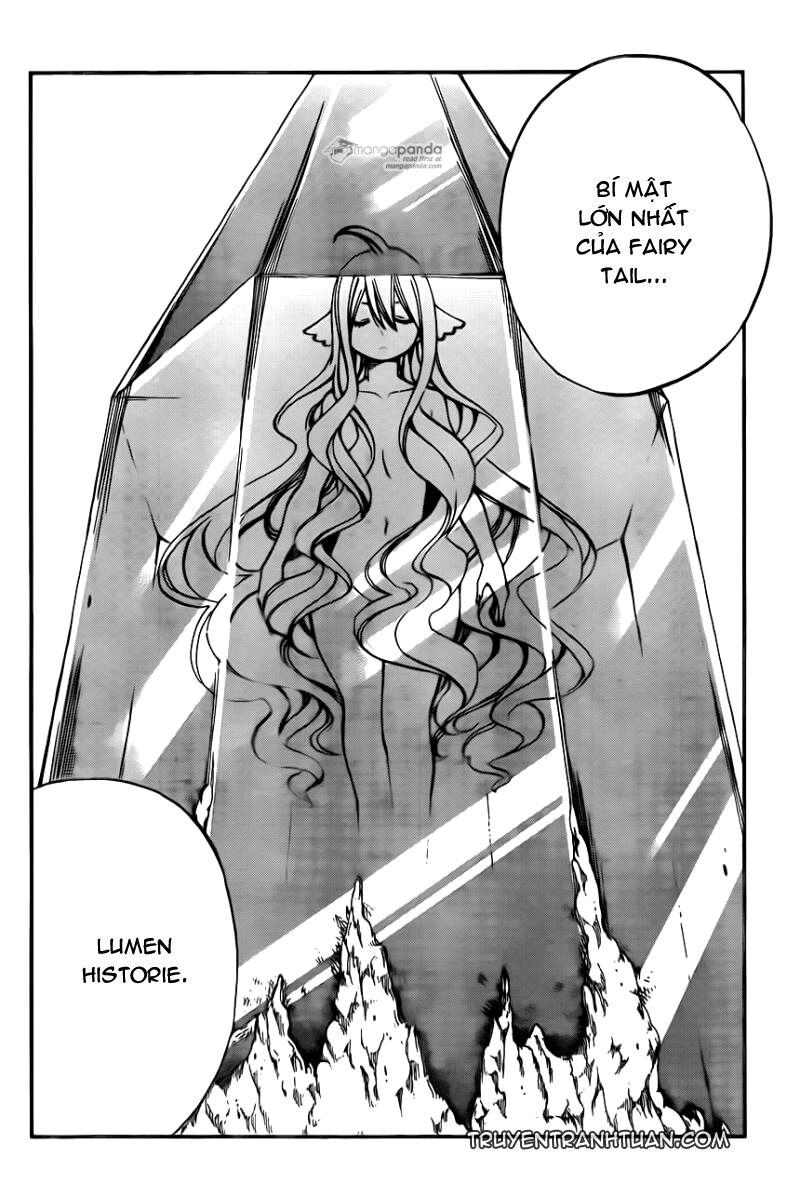 mangapanda
read first at
mangapanda.com
BÍ MẬT
LỚN NHẤT
CỦA FAIRY
TAIL...
LUMEN
HISTORIE.
TRUYENTRANHTUAN.COM